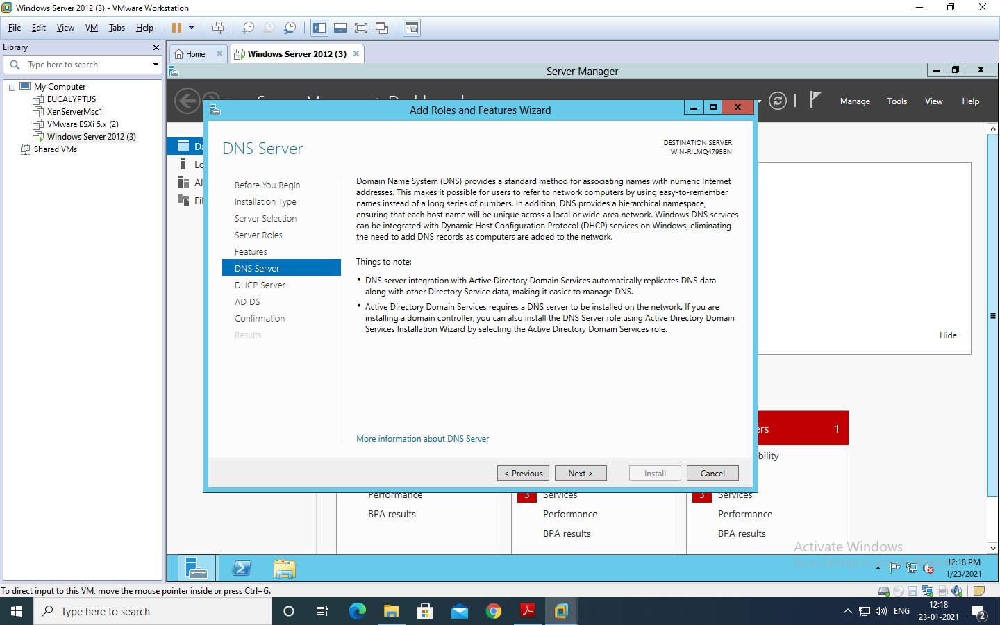 Windows Server 2012 (3) - VMware Workstation
File Edit View VM Tabs Help
Library
Type here to search
My Computer
EUCALYPTUS
XenServerMsc1
VMware ESXi 5.x (2)
Windows Server 2012 (3)
Shared VMs
Home
Windows Server 2012 (3)
Server Manager
Manage Tools View Help
Add Roles and Features Wizard
DNS Server
DESTINATION SERVER
WIN-RILMQ4795BN
Before You Begin
Installation Type
Server Selection
Server Roles
Features
DNS Server
DHCP Server
AD DS
Confirmation
Results
Domain Name System (DNS) provides a standard method for associating names with numeric Internet
addresses. This makes it possible for users to refer to network computers by using easy-to-remember
names instead of a long series of numbers. In addition, DNS provides a hierarchical namespace,
ensuring that each host name will be unique across a local or wide-area network. Windows DNS services
can be integrated with Dynamic Host Configuration Protocol (DHCP) services on Windows, eliminating
the need to add DNS records as computers are added to the network.
Things to note:
• DNS server integration with Active Directory Domain Services automatically replicates DNS data
along with other Directory Service data, making it easier to manage DNS.
• Active Directory Domain Services requires a DNS server to be installed on the network. If you are
installing a domain controller, you can also install the DNS Server role using Active Directory Domain
Services Installation Wizard by selecting the Active Directory Domain Services role.
More information about DNS Server
< Previous Next > Install Cancel
Hide
1
bility
Performance
BPA results
3 Services
Performance
BPA results
3 Services
Performance
BPA results
Activate Windows
12:18 PM
1/23/2021
To direct input to this VM, move the mouse pointer inside or press Ctrl+G.
Type here to search
ENG
12:18
23-01-2021
2